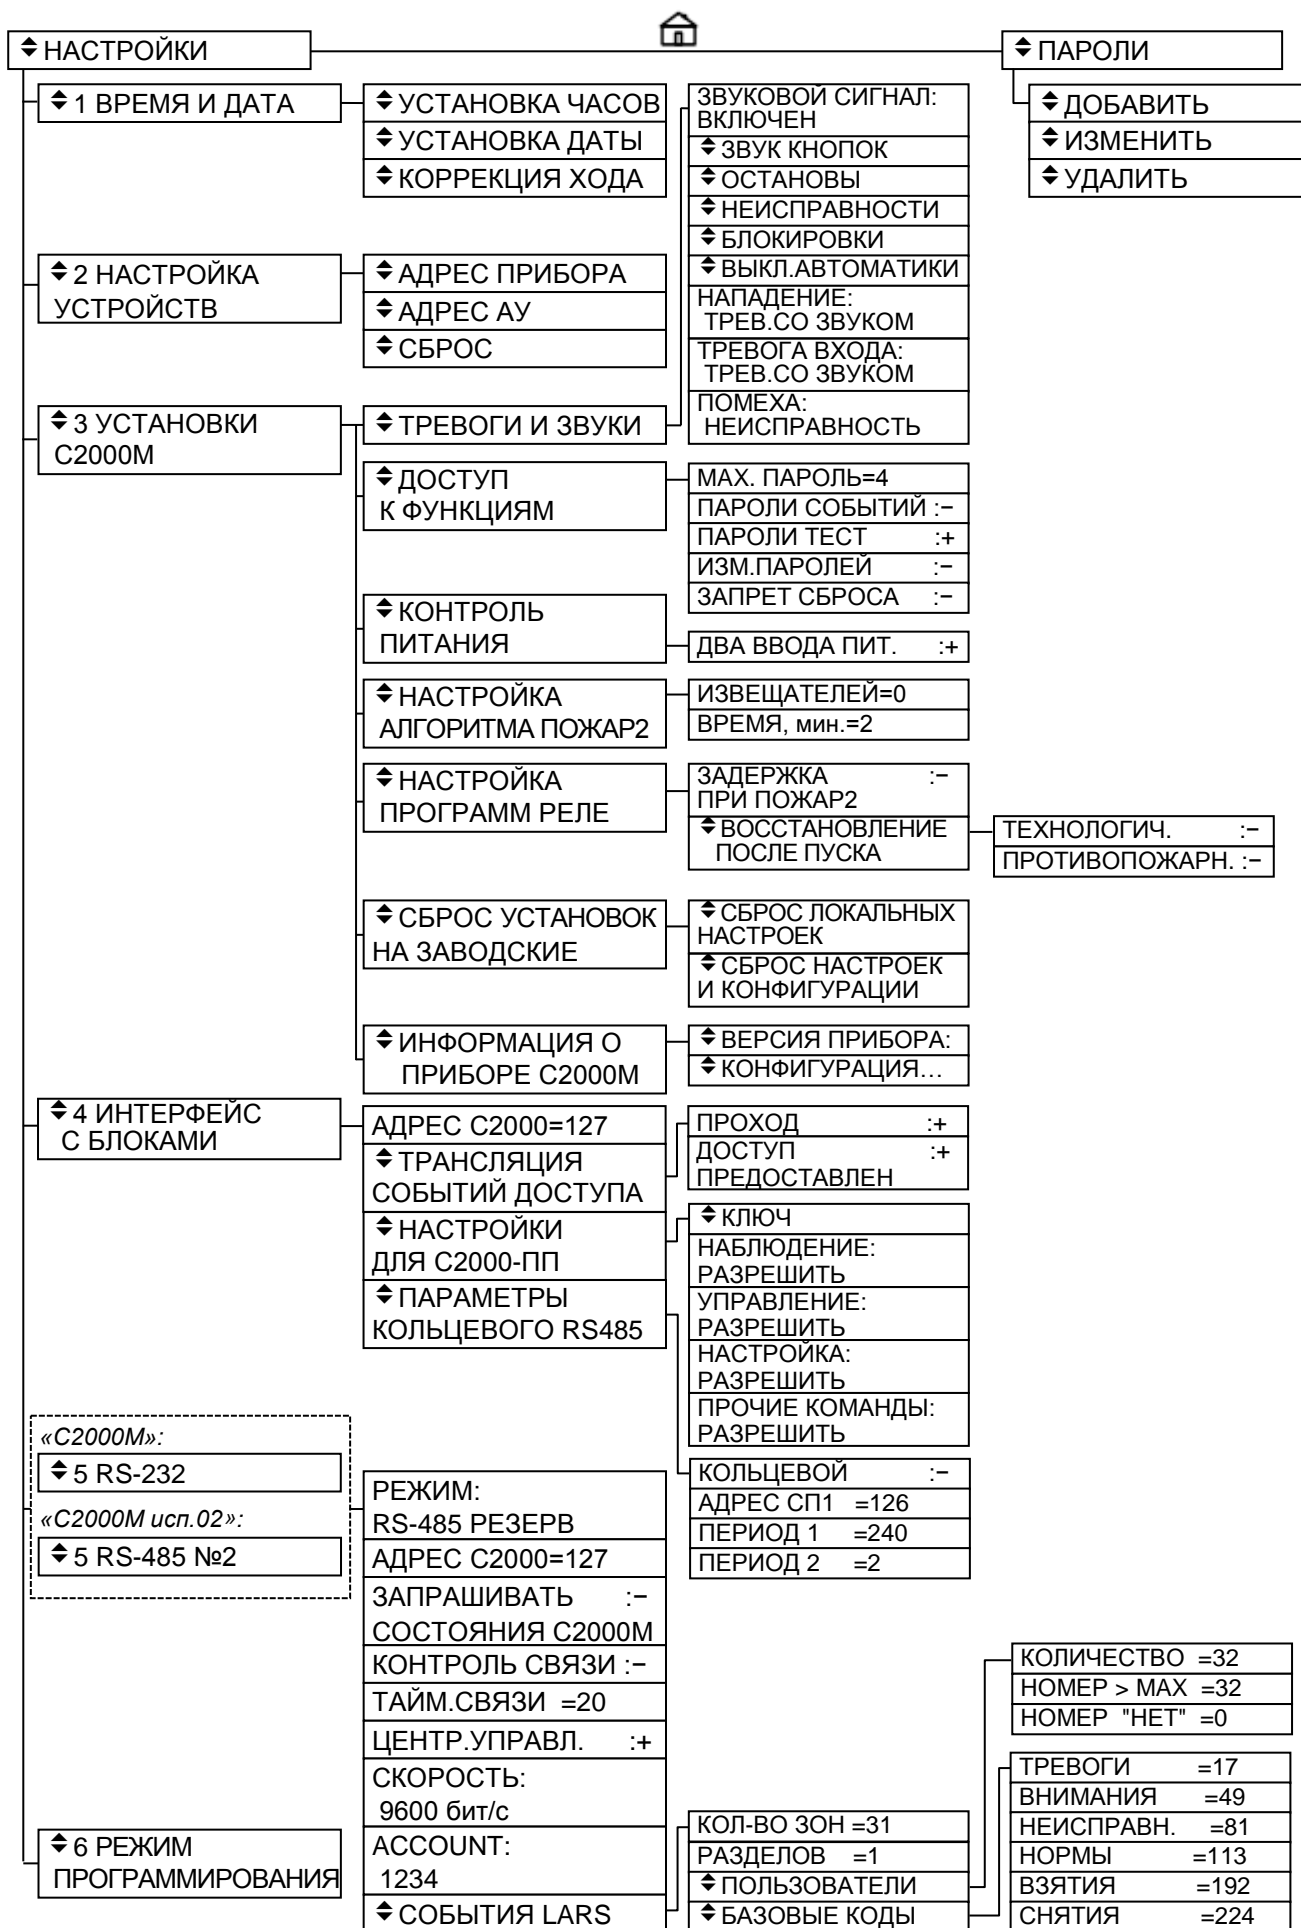 НАСТРОЙКИ
ПАРОЛИ
ДОБАВИТЬ
ИЗМЕНИТЬ
УДАЛИТЬ
1 ВРЕМЯ И ДАТА
УСТАНОВКА ЧАСОВ
УСТАНОВКА ДАТЫ
КОРРЕКЦИЯ ХОДА
2 НАСТРОЙКА
УСТРОЙСТВ
АДРЕС ПРИБОРА
АДРЕС АУ
СБРОС
3 УСТАНОВКИ
С2000М
ТРЕВОГИ И ЗВУКИ
ЗВУКОВОЙ СИГНАЛ:
ВКЛЮЧЕН
ЗВУК КНОПОК
ОСТАНОВЫ
НЕИСПРАВНОСТИ
БЛОКИРОВКИ
ВЫКЛ.АВТОМАТИКИ
НАПАДЕНИЕ:
ТРЕВ.СО ЗВУКОМ
ТРЕВОГА ВХОДА:
ТРЕВ.СО ЗВУКОМ
ПОМЕХА:
НЕИСПРАВНОСТЬ
ДОСТУП
К ФУНКЦИЯМ
МАХ. ПАРОЛЬ=4
ПАРОЛИ СОБЫТИЙ :−
ПАРОЛИ ТЕСТ :+
ИЗМ.ПАРОЛЕЙ :−
ЗАПРЕТ СБРОСА :−
КОНТРОЛЬ
ПИТАНИЯ
ДВА ВВОДА ПИТ. :+
НАСТРОЙКА
АЛГОРИТМА ПОЖАР2
ИЗВЕЩАТЕЛЕЙ=0
ВРЕМЯ, мин.=2
НАСТРОЙКА
ПРОГРАММ РЕЛЕ
ЗАДЕРЖКА :−
ПРИ ПОЖАР2
ВОССТАНОВЛЕНИЕ
ПОСЛЕ ПУСКА
ТЕХНОЛОГИЧ. :−
ПРОТИВОПОЖАРН. :−
СБРОС УСТАНОВОК
НА ЗАВОДСКИЕ
СБРОС ЛОКАЛЬНЫХ
НАСТРОЕК
СБРОС НАСТРОЕК
И КОНФИГУРАЦИИ
ИНФОРМАЦИЯ О
ПРИБОРЕ С2000М
ВЕРСИЯ ПРИБОРА:
КОНФИГУРАЦИЯ…
4 ИНТЕРФЕЙС
С БЛОКАМИ
АДРЕС С2000=127
ТРАНСЛЯЦИЯ
СОБЫТИЙ ДОСТУПА
НАСТРОЙКИ
ДЛЯ С2000-ПП
ПАРАМЕТРЫ
КОЛЬЦЕВОГО RS485
ПРОХОД :+
ДОСТУП :+
ПРЕДОСТАВЛЕН
КЛЮЧ
НАБЛЮДЕНИЕ:
РАЗРЕШИТЬ
УПРАВЛЕНИЕ:
РАЗРЕШИТЬ
НАСТРОЙКА:
РАЗРЕШИТЬ
ПРОЧИЕ КОМАНДЫ:
РАЗРЕШИТЬ
КОЛЬЦЕВОЙ :−
АДРЕС СП1 =126
ПЕРИОД 1 =240
ПЕРИОД 2 =2
«С2000М»:
5 RS-232
«С2000М исп.02»:
5 RS-485 №2
РЕЖИМ:
RS-485 РЕЗЕРВ
АДРЕС С2000=127
ЗАПРАШИВАТЬ :−
СОСТОЯНИЯ С2000М
КОНТРОЛЬ СВЯЗИ :−
ТАЙМ.СВЯЗИ =20
ЦЕНТР.УПРАВЛ. :+
СКОРОСТЬ:
9600 бит/с
ACCOUNT:
1234
СОБЫТИЯ LARS
КОЛ-ВО ЗОН =31
РАЗДЕЛОВ =1
ПОЛЬЗОВАТЕЛИ
БАЗОВЫЕ КОДЫ
КОЛИЧЕСТВО =32
НОМЕР > МАХ =32
НОМЕР "НЕТ" =0
ТРЕВОГИ =17
ВНИМАНИЯ =49
НЕИСПРАВН. =81
НОРМЫ =113
ВЗЯТИЯ =192
СНЯТИЯ =224
6 РЕЖИМ
ПРОГРАММИРОВАНИЯ